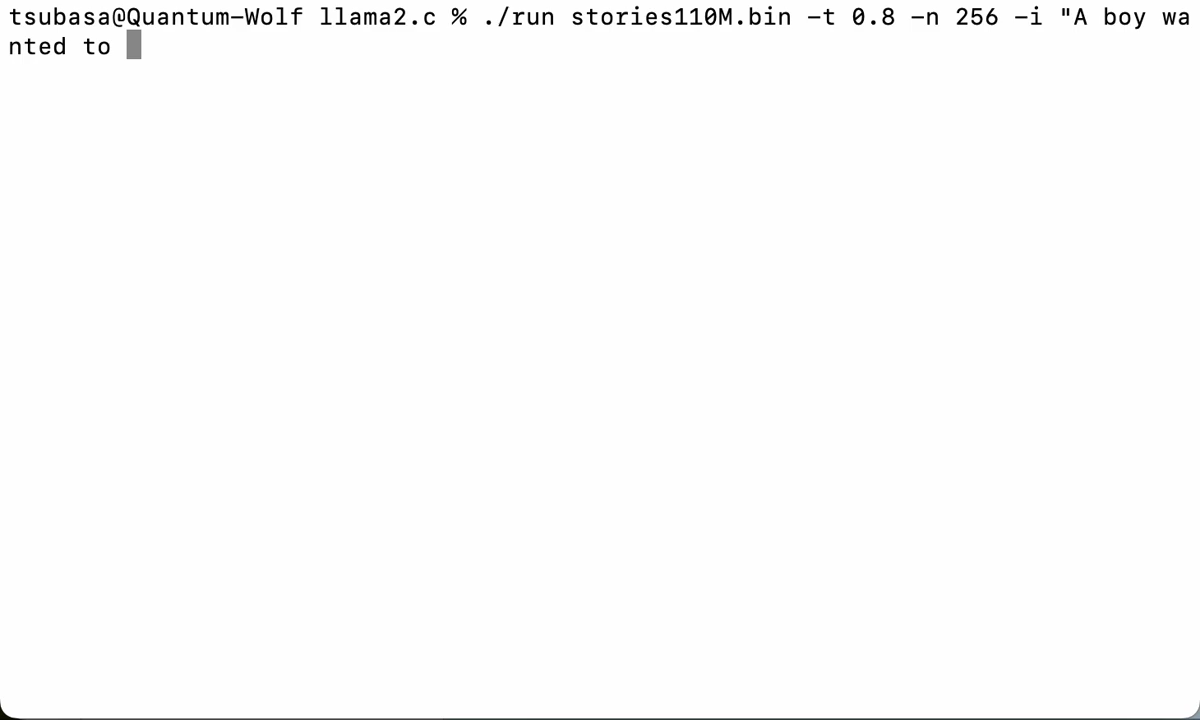 tsubasa@Quantum-Wolf llama2.c % ./run stories110M.bin -t 0.8 -n 256 -i "A boy wa
nted to